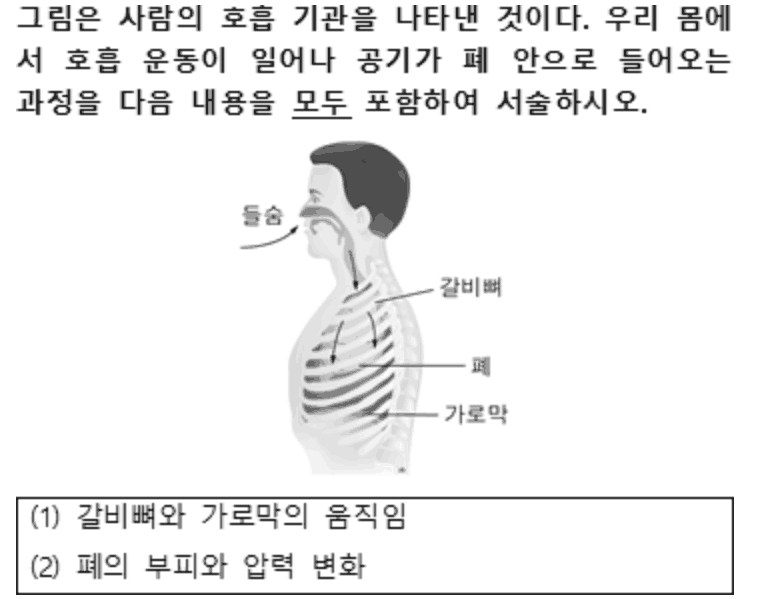 그림은 사람의 호흡 기관을 나타낸 것이다. 우리 몸에
서 호흡 운동이 일어나 공기가 폐 안으로 들어오는
과정을 다음 내용을 모두 포함하여 서술하시오.
들숨
갈비뼈
폐
가로막
(1) 갈비뼈와 가로막의 움직임
(2) 폐의 부피와 압력 변화